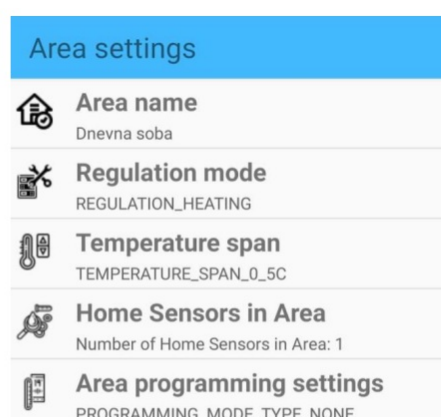 Area settings
Area name
Dnevna soba
Regulation mode
REGULATION_HEATING
Temperature span
TEMPERATURE_SPAN_0_5C
Home Sensors in Area
Number of Home Sensors in Area: 1
Area programming settings
PROGRAMMING_MODE_TYPE_NONE